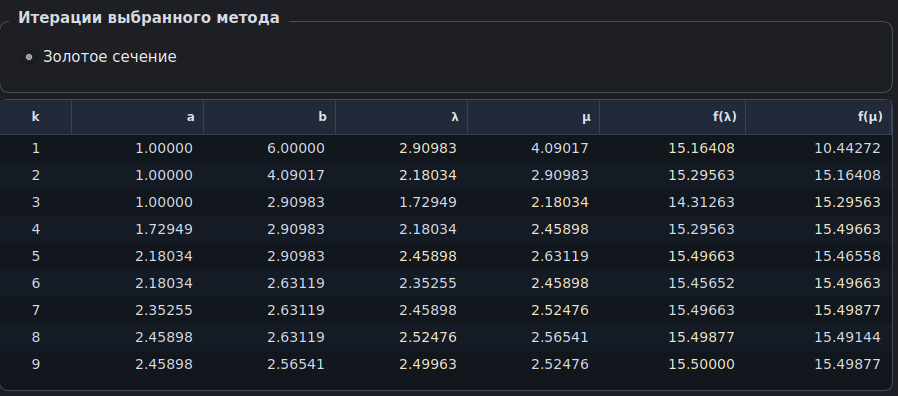 Итерации выбранного метода
Золотое сечение
k a b λ μ f(λ) f(μ)
1 1.00000 6.00000 2.90983 4.09017 15.16408 10.44272
2 1.00000 4.09017 2.18034 2.90983 15.29563 15.16408
3 1.00000 2.90983 1.72949 2.18034 14.31263 15.29563
4 1.72949 2.90983 2.18034 2.45898 15.29563 15.49663
5 2.18034 2.90983 2.45898 2.63119 15.49663 15.46558
6 2.18034 2.63119 2.35255 2.45898 15.45652 15.49663
7 2.35255 2.63119 2.45898 2.52476 15.49663 15.49877
8 2.45898 2.63119 2.52476 2.56541 15.49877 15.49144
9 2.45898 2.56541 2.49963 2.52476 15.50000 15.49877